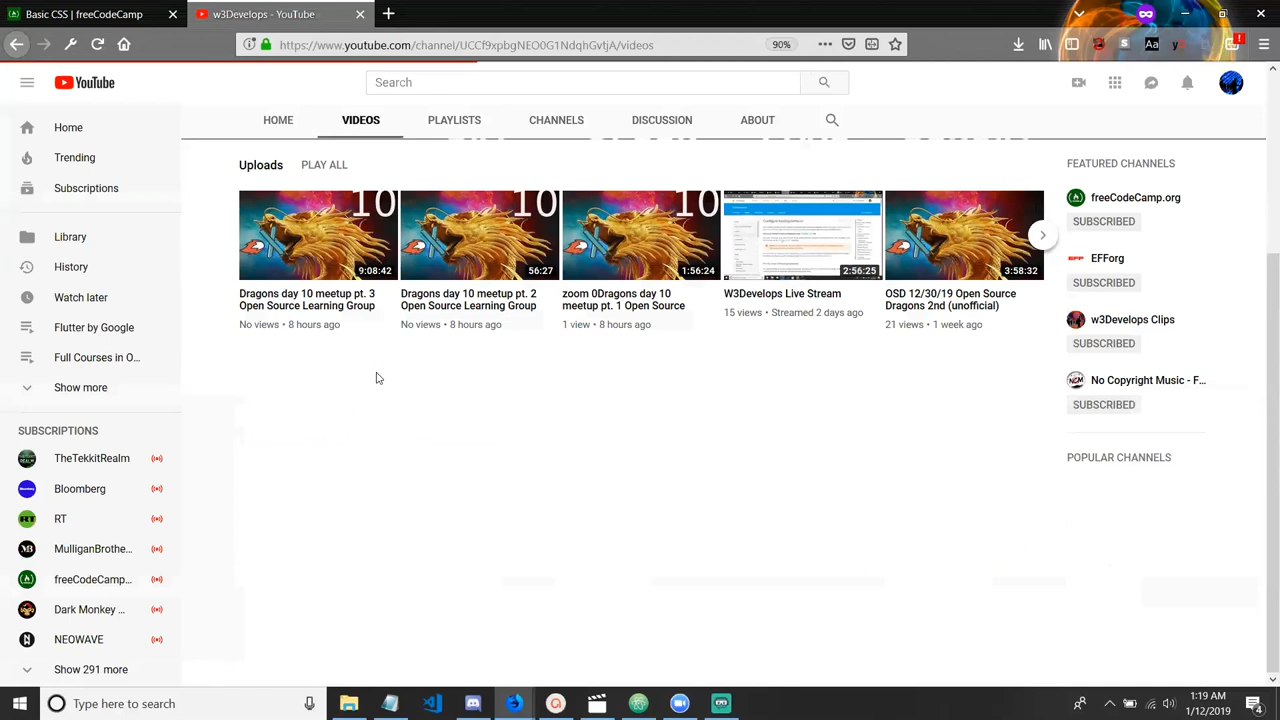 Basic CSS | freeCodeCamp
w3Develops - YouTube
https://www.youtube.com/channel/UCCf9xpbgNEO0G1NdqhGvtjA/videos
90%
YouTube
Search
HOME
VIDEOS
PLAYLISTS
CHANNELS
DISCUSSION
ABOUT
Home
Trending
Subscriptions
Library
History
Watch later
Flutter by Google
Full Courses in O...
Show more
SUBSCRIPTIONS
TheTekkitRealm
Bloomberg
RT
MulliganBrothe...
freeCodeCamp...
Dark Monkey ...
NEOWAVE
Show 291 more
Uploads
PLAY ALL
10
9:08:42
Dragons day 10 meetup pt. 3
Open Source Learning Group
No views • 8 hours ago
10
56:27
Dragons day 10 meetup pt. 2
Open Source Learning Group
No views • 8 hours ago
10
1:56:24
zoom 0Dragons day 10
meetup pt. 1 Open Source
1 view • 8 hours ago
2:56:25
W3Develops Live Stream
15 views • Streamed 2 days ago
3:58:32
OSD 12/30/19 Open Source
Dragons 2nd (unofficial)
21 views • 1 week ago
FEATURED CHANNELS
freeCodeCamp.org
SUBSCRIBED
EFForg
SUBSCRIBED
w3Develops Clips
SUBSCRIBED
No Copyright Music - F...
SUBSCRIBED
POPULAR CHANNELS
Type here to search
1:19 AM
1/12/2019
4